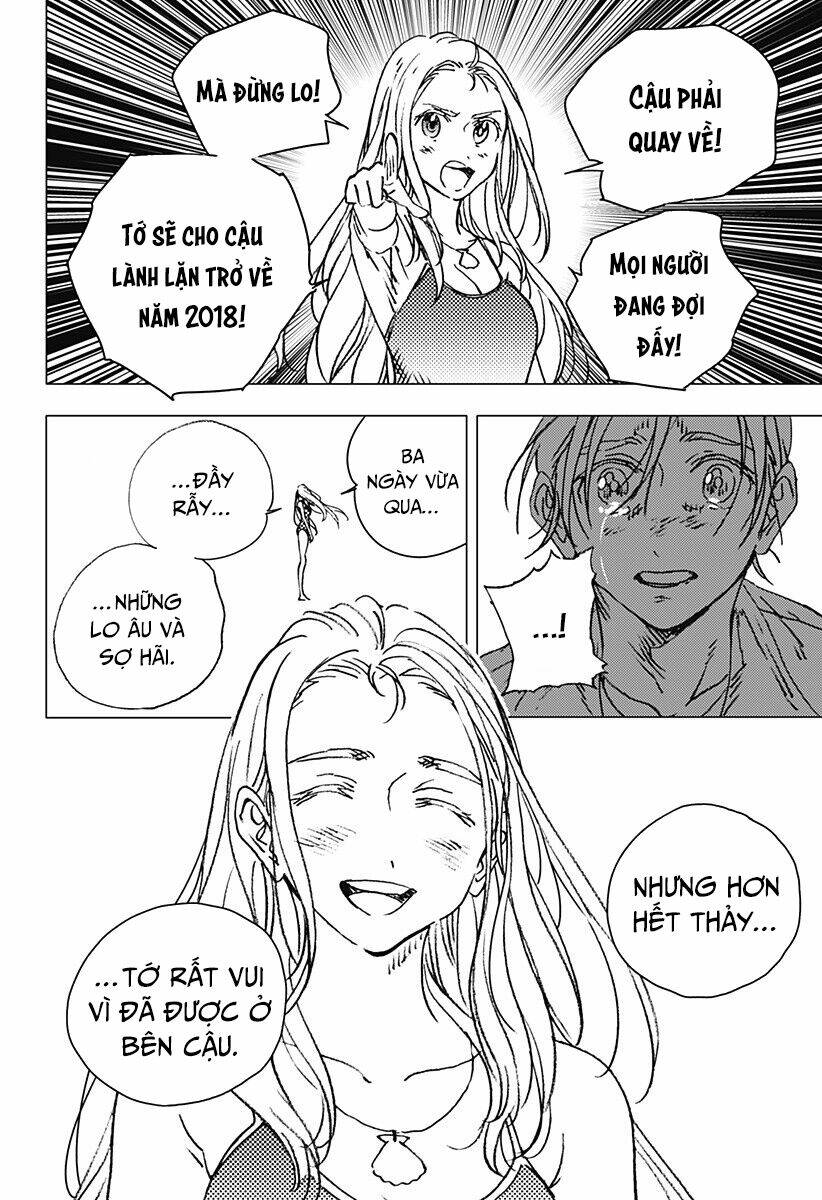 CẬU PHẢI
QUAY VỀ!
MỌI NGƯỜI
ĐANG ĐỢI
ĐẤY!
MÀ ĐỪNG LO!
TỚ SẼ CHO CẬU
LÀNH LẶN TRỞ VỀ
NĂM 2018!
...!
BA
NGÀY VỪA
QUA...
...ĐẦY
RẪY...
...NHỮNG
LO ÂU VÀ
SỢ HÃI.
NHƯNG HƠN
HẾT THẢY...
...TỚ RẤT VUI
VÌ ĐÃ ĐƯỢC Ở
BÊN CẬU.